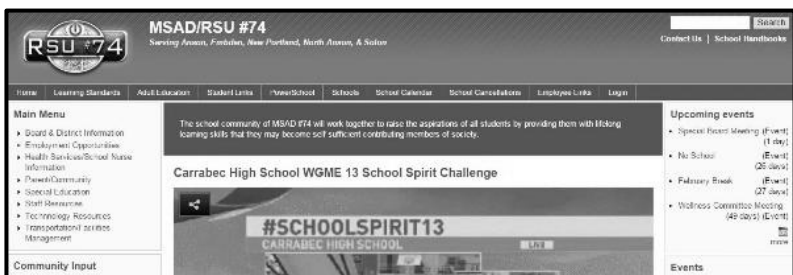 RSU #74
MSAD/RSU #74
Serving Anson, Embden, New Portland, North Anson, & Solon
Search
Contact Us | School Handbooks
Home
Learning Standards
Adult Education
Student Links
PowerSchool
Schools
School Calendar
School Cancellations
Employee Links
Login
Main Menu
Board & District Information
Employment Opportunities
Health Services/School Nurse
Information
Parent/Community
Special Education
Staff Resources
Technology Resources
Transportation/Facilities
Management
Community Input
The school community of MSAD #74 will work together to raise the aspirations of all students by providing them with lifelong
learning skills that they may become self sufficient contributing members of society.
Carrabec High School WGME 13 School Spirit Challenge
#SCHOOLSPIRIT13
CARRABEC HIGH SCHOOL
LIVE
Upcoming events
Special Board Meeting (Event)
(1 day)
No School (Event)
(26 days)
February Break (Event)
(27 days)
Wellness Committee Meeting
(49 days) (Event)
more
Events